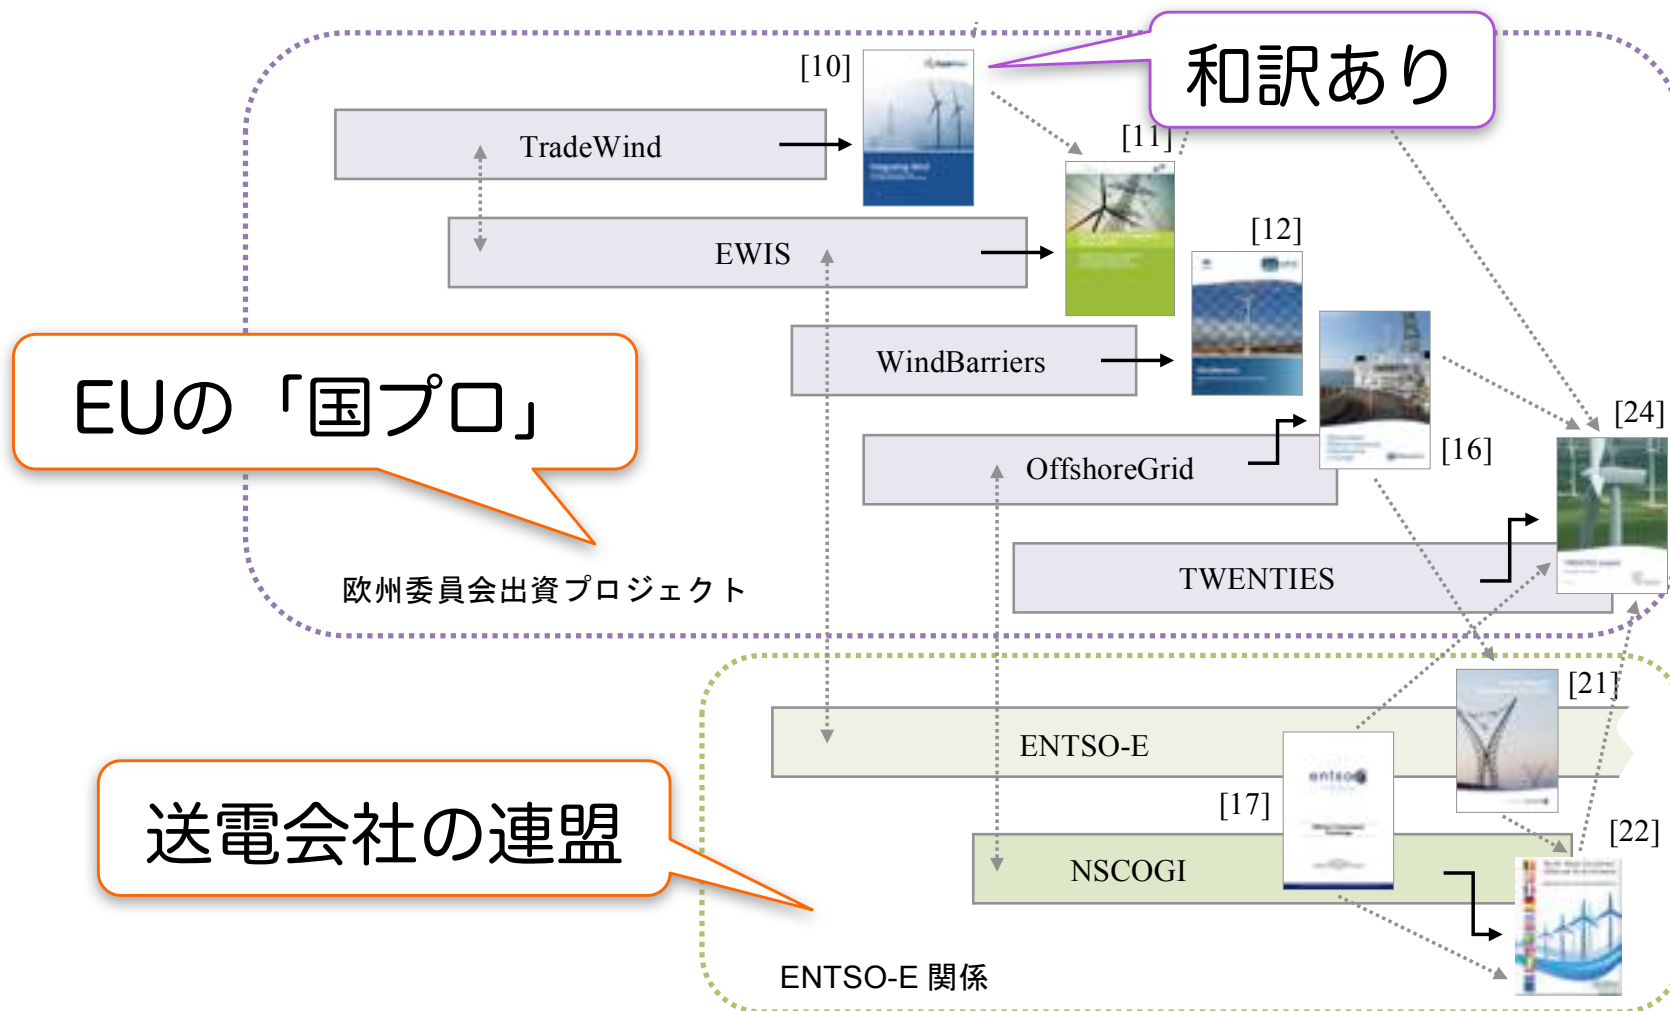 和訳あり
[10]
TradeWind
[11]
EWIS
[12]
WindBarriers
EUの「国プロ」
[24]
[16]
OffshoreGrid
TWENTIES
欧州委員会出資プロジェクト
[21]
ENTSO-E
送電会社の連盟
[17]
entso
[22]
NSCOGI
ENTSO-E 関係